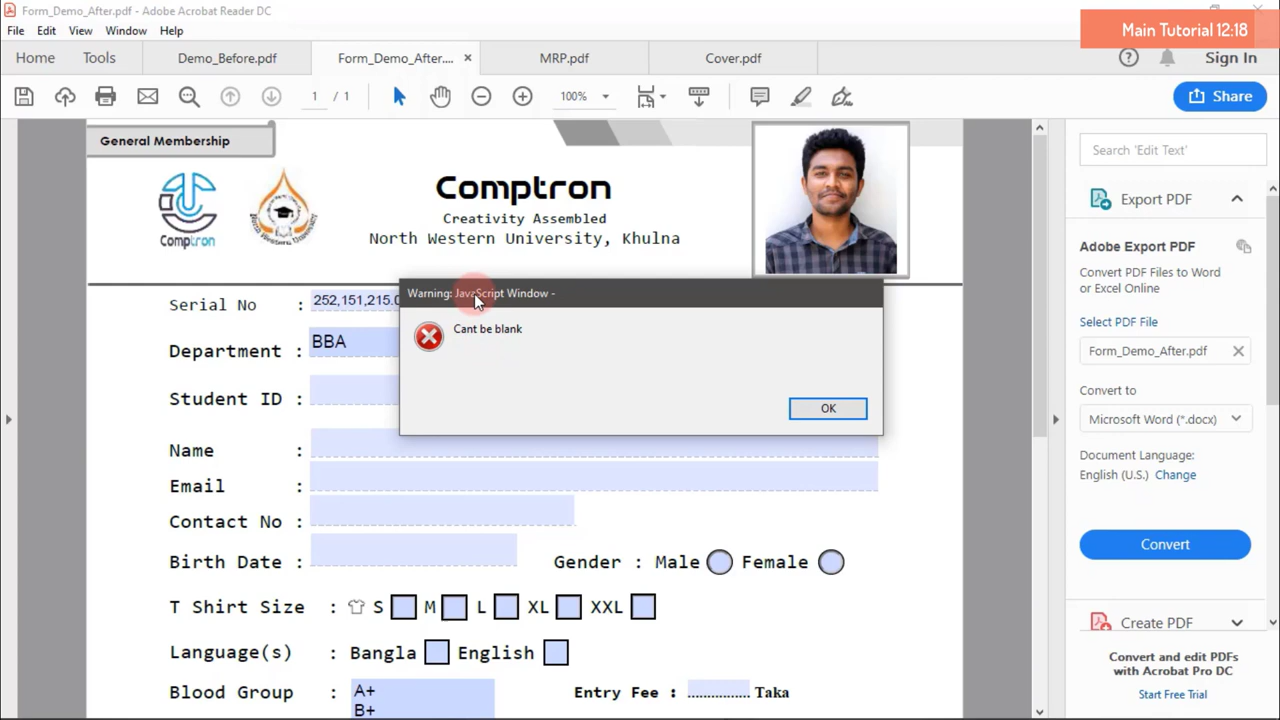 Form_Demo_After.pdf - Adobe Acrobat Reader DC
Main Tutorial 12:18
File Edit View Window Help
Home Tools Demo_Before.pdf Form_Demo_After.... × MRP.pdf Cover.pdf Sign In
1 / 1 100% Share
General Membership
Comptron
Creativity Assembled
North Western University, Khulna
Comptron
Serial No : 252,151,215.0
Warning: JavaScript Window -
Cant be blank
OK
Department : BBA
Student ID :
Name :
Email :
Contact No :
Birth Date : Gender : Male Female
T Shirt Size : S M L XL XXL
Language(s) : Bangla English
Blood Group : A+
B+
Entry Fee : ............... Taka
Search 'Edit Text'
Export PDF
Adobe Export PDF
Convert PDF Files to Word
or Excel Online
Select PDF File
Form_Demo_After.pdf
Convert to
Microsoft Word (*.docx)
Document Language:
English (U.S.) Change
Convert
Create PDF
Convert and edit PDFs
with Acrobat Pro DC
Start Free Trial